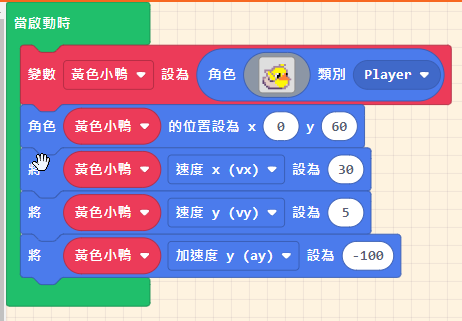 當啟動時
變數 黃色小鴨 設為 角色 類別 Player
角色 黃色小鴨 的位置設為 x 0 y 60
將 黃色小鴨 速度 x (vx) 設為 30
將 黃色小鴨 速度 y (vy) 設為 5
將 黃色小鴨 加速度 y (ay) 設為 -100